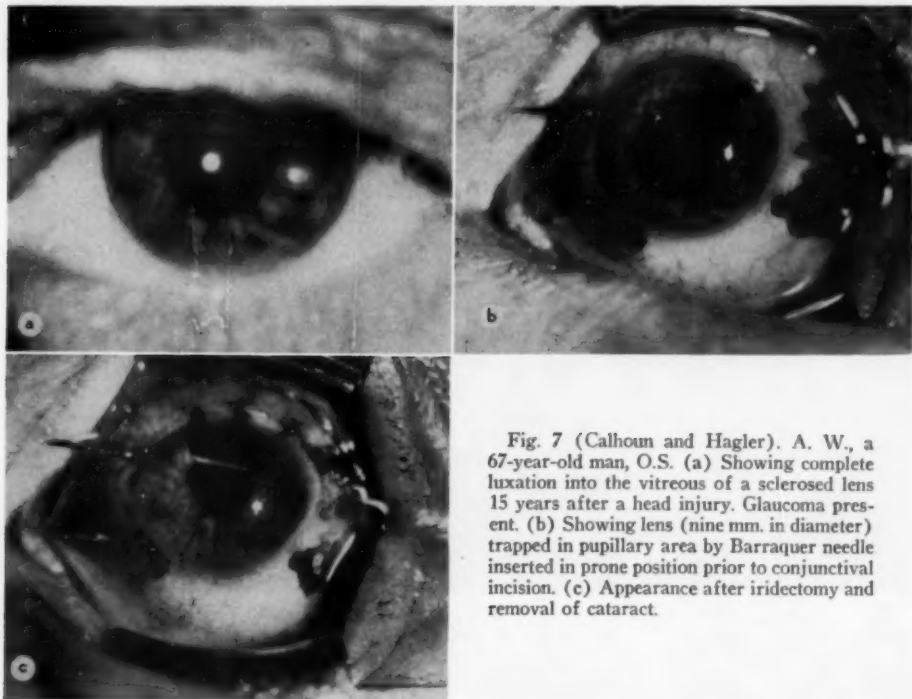 a
b
c
Fig. 7 (Calhoun and Hagler). A. W., a
67-year-old man, O.S. (a) Showing complete
luxation into the vitreous of a sclerosed lens
15 years after a head injury. Glaucoma pres-
ent. (b) Showing lens (nine mm. in diameter)
trapped in pupillary area by Barraquer needle
inserted in prone position prior to conjunctival
incision. (c) Appearance after iridectomy and
removal of cataract.